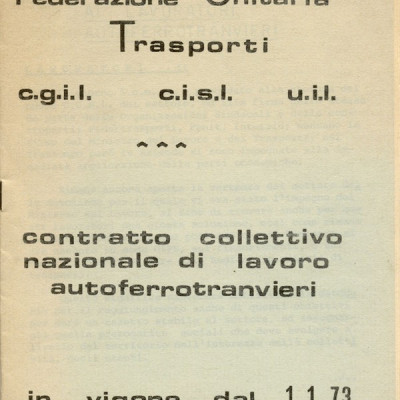 Federazione Unitaria
Trasporti
c.g.i.l. c.i.s.l. u.i.l.
^^^
contratto collettivo
nazionale di lavoro
autoferrotranvieri
in vigore dal 1.1.73